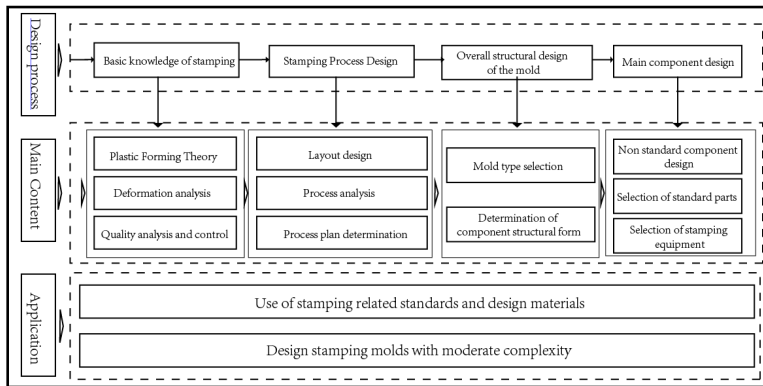 Design process
Basic knowledge of stamping
Stamping Process Design
Overall structural design
of the mold
Main component design
Main Content
Plastic Forming Theory
Deformation analysis
Quality analysis and control
Layout design
Process analysis
Process plan determination
Mold type selection
Determination of
component structural form
Non standard component
design
Selection of standard parts
Selection of stamping
equipment
Application
Use of stamping related standards and design materials
Design stamping molds with moderate complexity